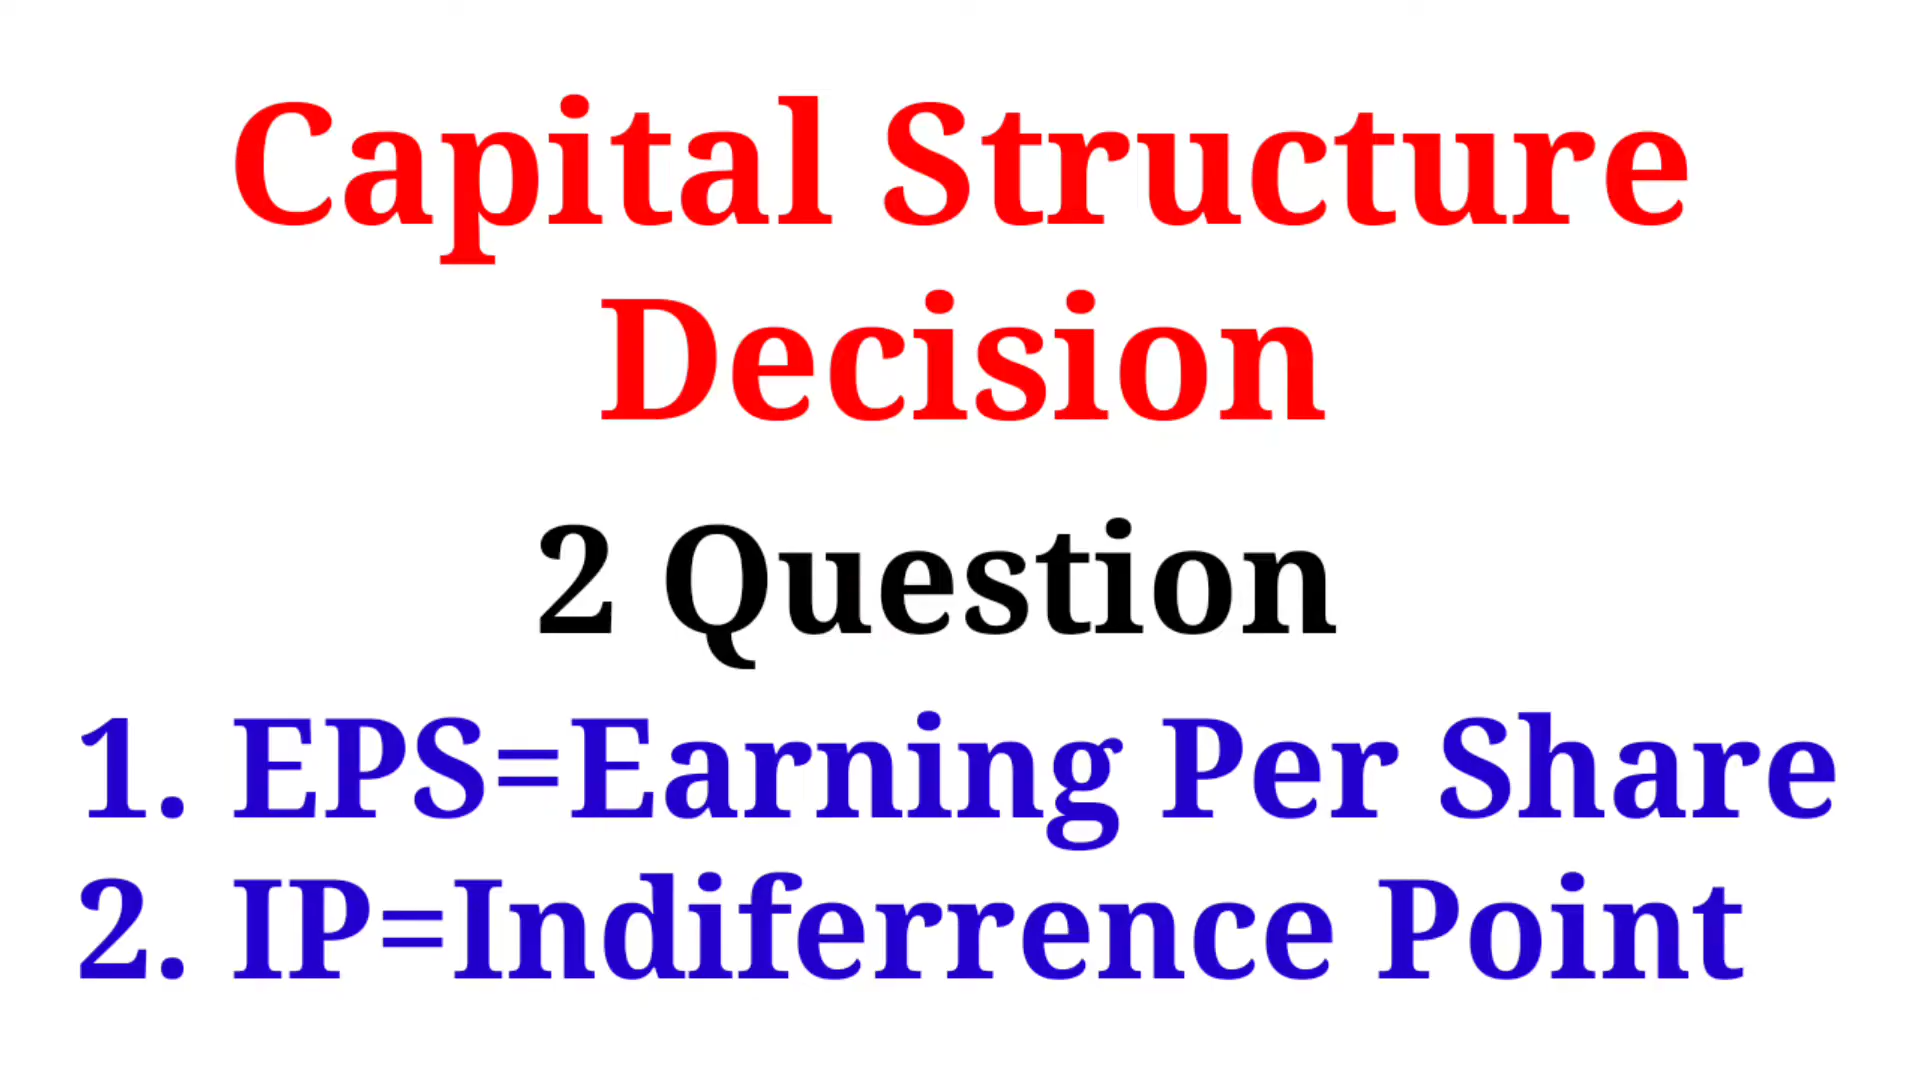 Capital Structure
Decision
2 Question
1. EPS=Earning Per Share
2. IP=Indiferrence Point